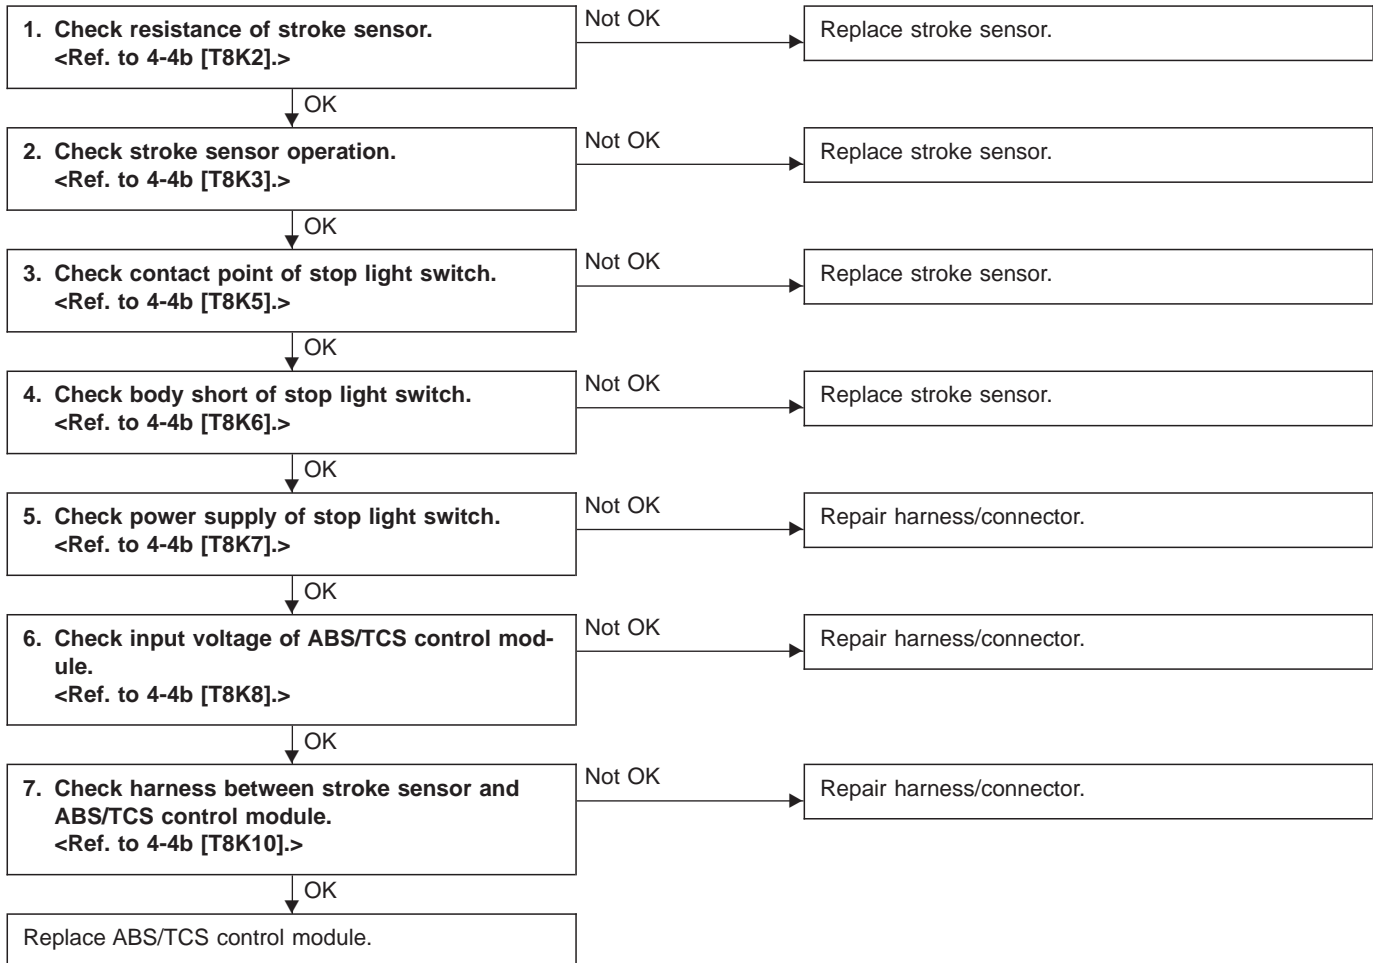 1. Check resistance of stroke sensor.
<Ref. to 4-4b [T8K2].>
Not OK
Replace stroke sensor.
OK
2. Check stroke sensor operation.
<Ref. to 4-4b [T8K3].>
Not OK
Replace stroke sensor.
OK
3. Check contact point of stop light switch.
<Ref. to 4-4b [T8K5].>
Not OK
Replace stroke sensor.
OK
4. Check body short of stop light switch.
<Ref. to 4-4b [T8K6].>
Not OK
Replace stroke sensor.
OK
5. Check power supply of stop light switch.
<Ref. to 4-4b [T8K7].>
Not OK
Repair harness/connector.
OK
6. Check input voltage of ABS/TCS control mod-
ule.
<Ref. to 4-4b [T8K8].>
Not OK
Repair harness/connector.
OK
7. Check harness between stroke sensor and
ABS/TCS control module.
<Ref. to 4-4b [T8K10].>
Not OK
Repair harness/connector.
OK
Replace ABS/TCS control module.